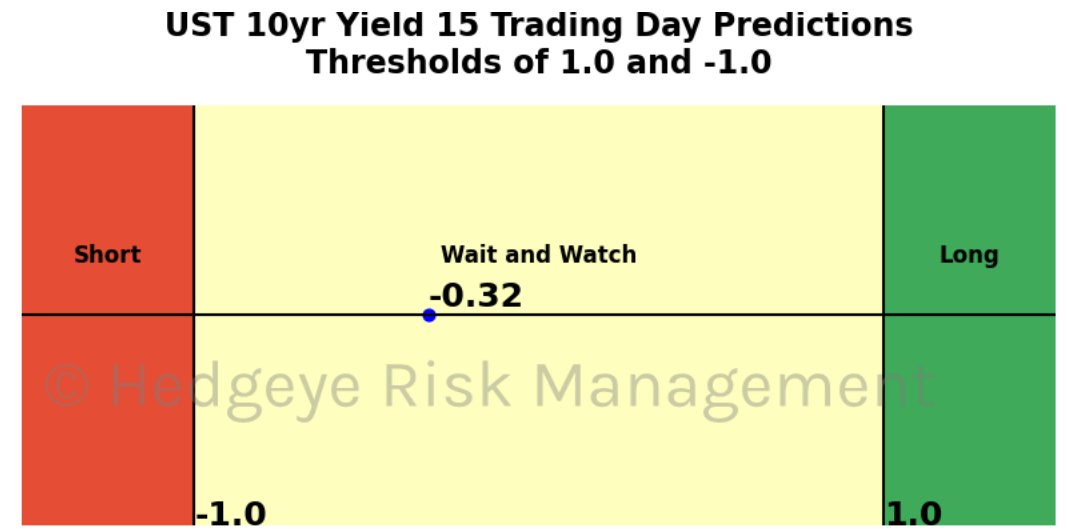 UST 10yr Yield 15 Trading Day Predictions
Thresholds of 1.0 and -1.0
Short
Wait and Watch
Long
-0.32
© Hedgeye Risk Management
-1.0
1.0